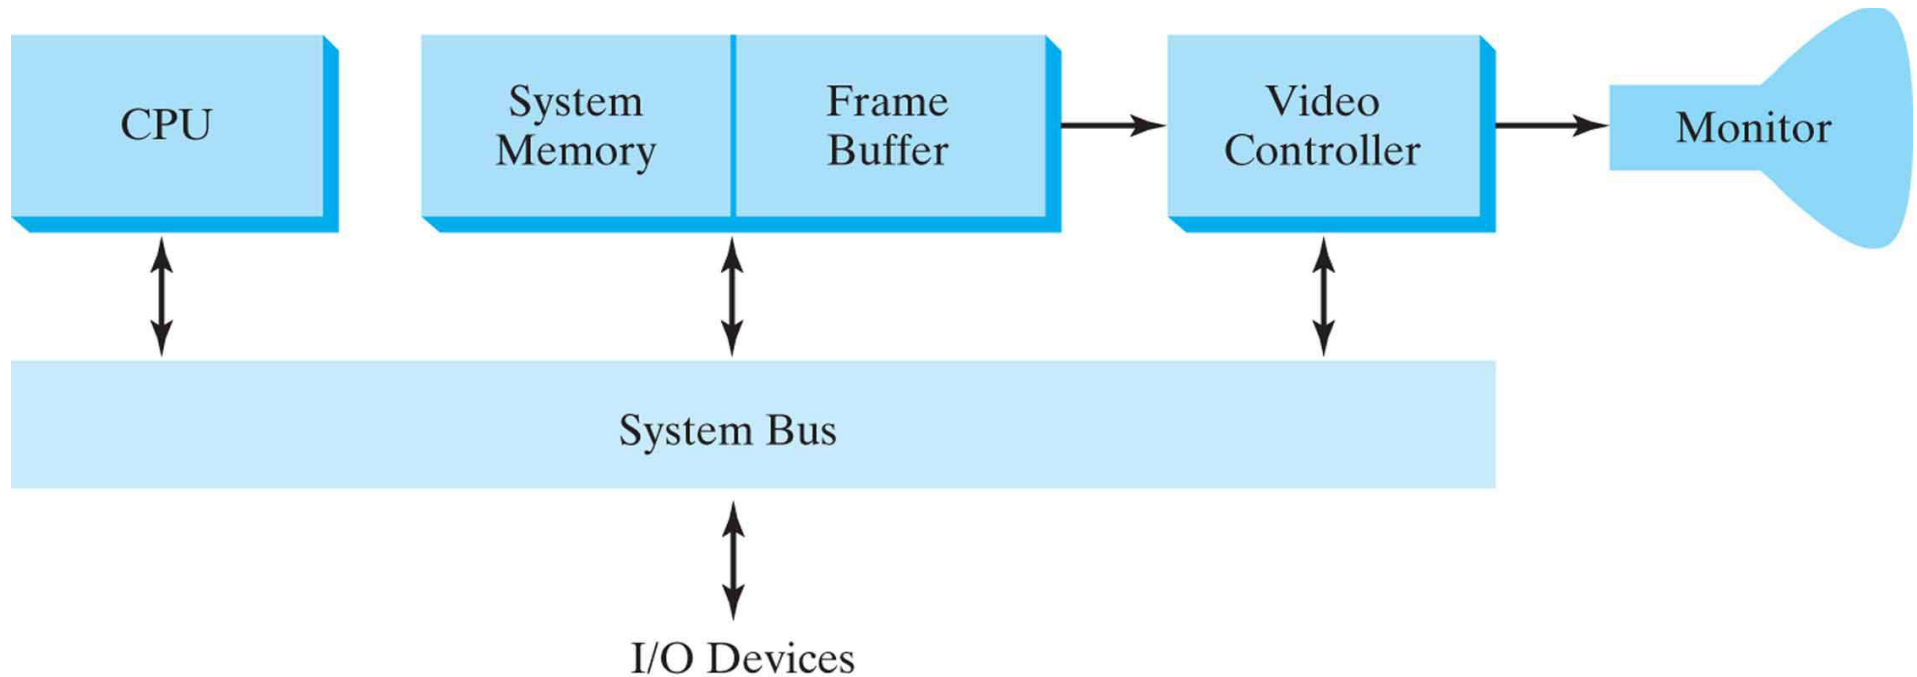 CPU
System
Memory
Frame
Buffer
Video
Controller
Monitor
System Bus
I/O Devices